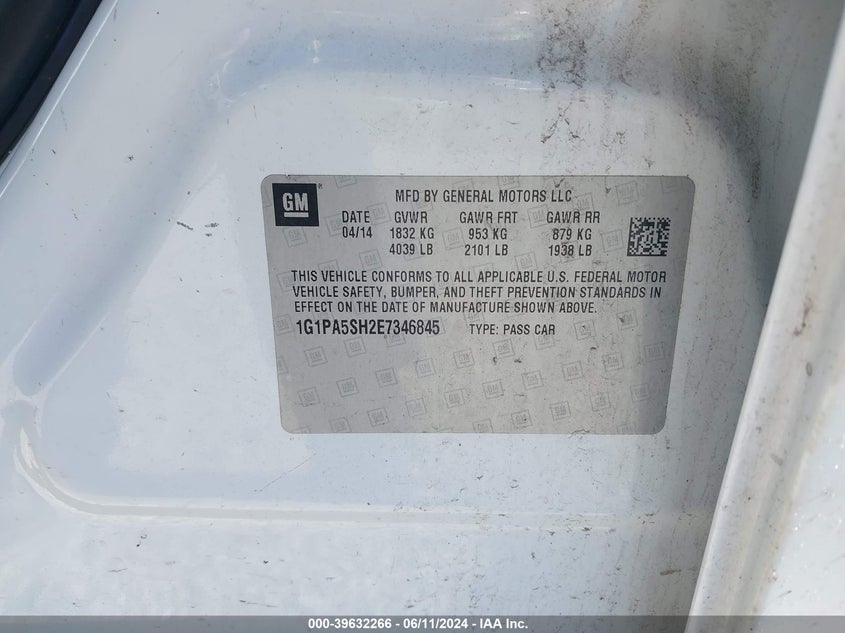 GM®
MFD BY GENERAL MOTORS LLC
DATE GVWR GAWR FRT GAWR RR
04/14 1832 KG 953 KG 879 KG
4039 LB 2101 LB 1938 LB
THIS VEHICLE CONFORMS TO ALL APPLICABLE U.S. FEDERAL MOTOR
VEHICLE SAFETY, BUMPER, AND THEFT PREVENTION STANDARDS IN
EFFECT ON THE DATE OF MANUFACTURE SHOWN ABOVE.
1G1PA5SH2E7346845 TYPE: PASS CAR
000-39632266 - 06/11/2024 - IAA Inc.